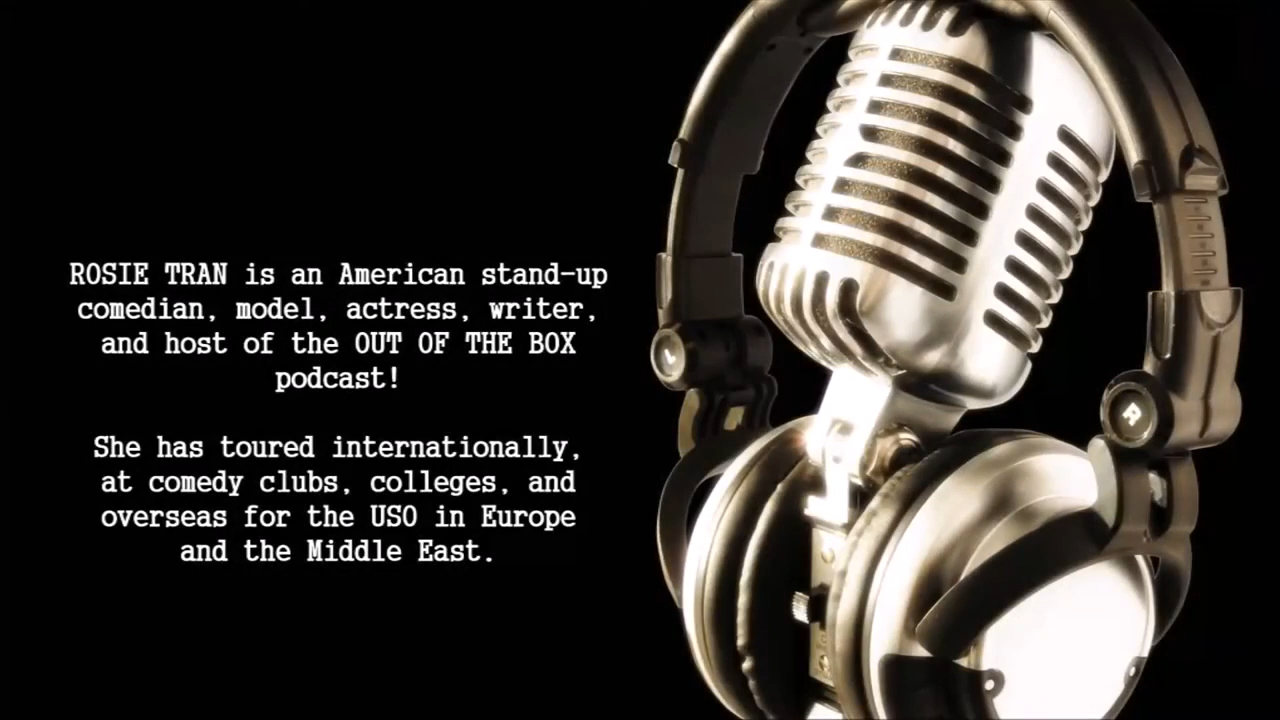 ROSIE TRAN is an American stand-up
comedian, model, actress, writer,
and host of the OUT OF THE BOX
podcast!
She has toured internationally,
at comedy clubs, colleges, and
overseas for the USO in Europe
and the Middle East.
L
R